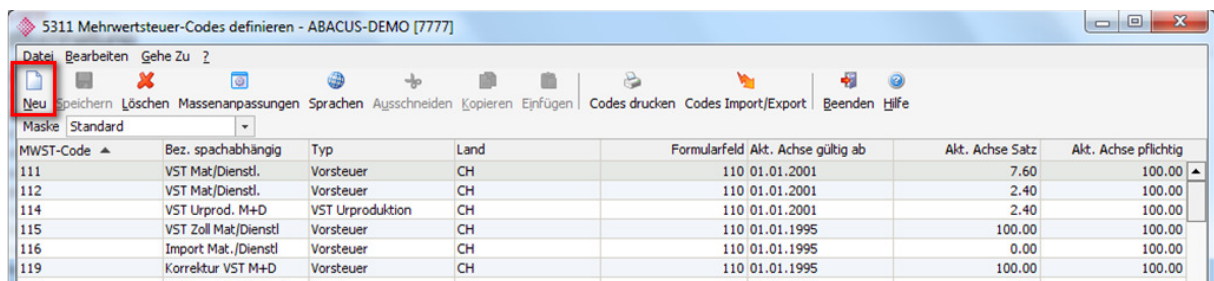 5311 Mehrwertsteuer-Codes definieren - ABACUS-DEMO [7777]
Datei Bearbeiten Gehe Zu ?
Neu Speichern Löschen Massenanpassungen Sprachen Ausschneiden Kopieren Einfügen Codes drucken Codes Import/Export Beenden Hilfe
Maske Standard
MWST-Code Bez. spachabhängig Typ Land Formularfeld Akt. Achse gültig ab Akt. Achse Satz Akt. Achse pflichtig
111 VST Mat/Dienstl. Vorsteuer CH 110 01.01.2001 7.60 100.00
112 VST Mat/Dienstl. Vorsteuer CH 110 01.01.2001 2.40 100.00
114 VST Urprod. M+D VST Urproduktion CH 110 01.01.2001 2.40 100.00
115 VST Zoll Mat/Dienstl Vorsteuer CH 110 01.01.1995 100.00 100.00
116 Import Mat./Dienstl Vorsteuer CH 110 01.01.1995 0.00 100.00
119 Korrektur VST M+D Vorsteuer CH 110 01.01.1995 100.00 100.00